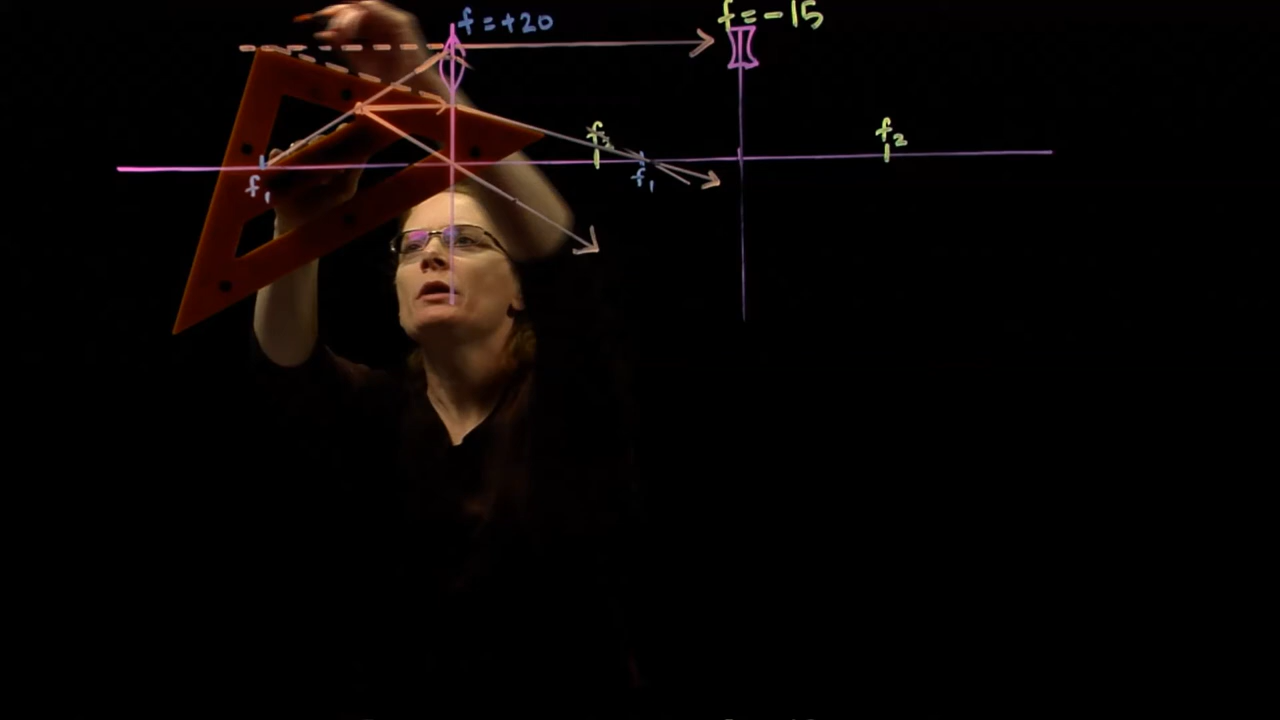 f = +20
f = -15
f₂
f₂
f₁
f₁